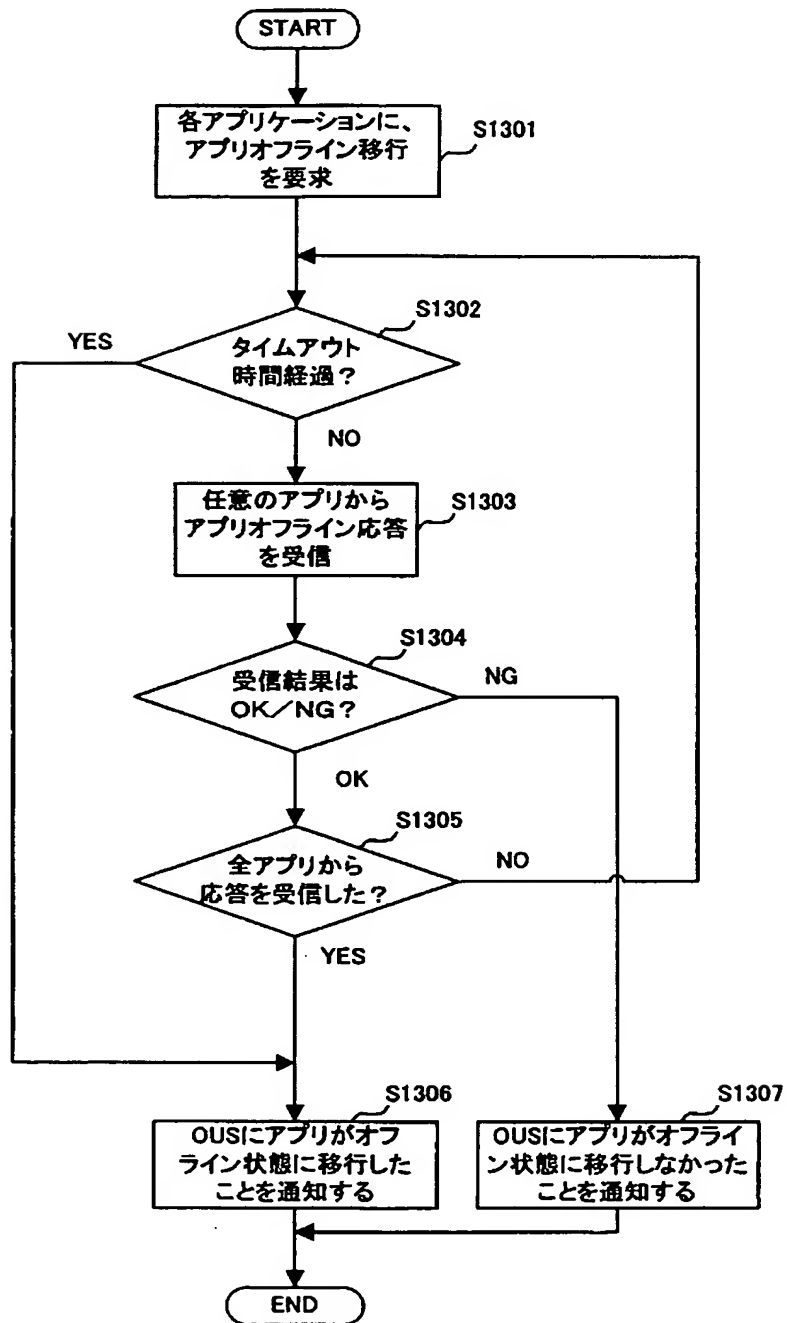 START
各アプリケーションに、
アプリオフライン移行
を要求
S1301
S1302
YES
タイムアウト
時間経過?
NO
任意のアプリから
アプリオフライン応答
を受信
S1303
S1304
受信結果は
OK/NG?
NG
OK
S1305
全アプリから
応答を受信した?
NO
YES
S1306
OUSにアプリがオフ
ライン状態に移行した
ことを通知する
S1307
OUSにアプリがオフライ
ン状態に移行しなかった
ことを通知する
END